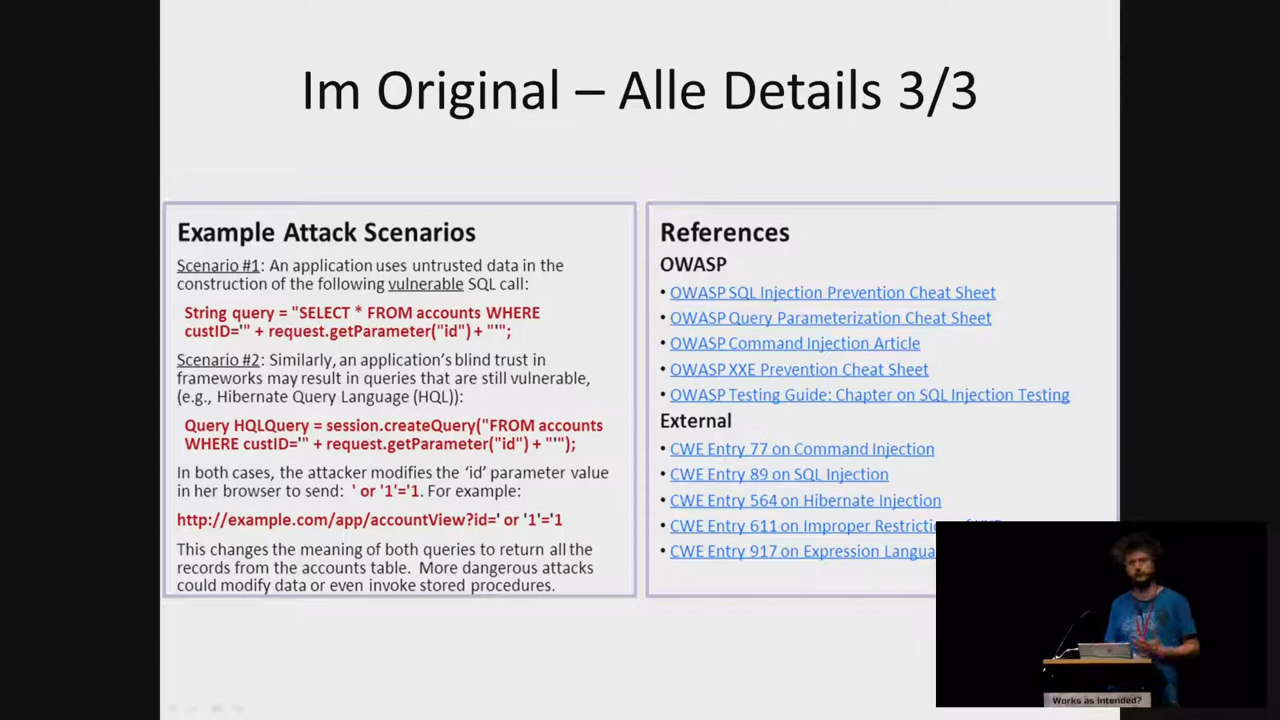 Im Original – Alle Details 3/3
Example Attack Scenarios
Scenario #1: An application uses untrusted data in the
construction of the following vulnerable SQL call:
String query = "SELECT * FROM accounts WHERE
custID='" + request.getParameter("id") + "'";
Scenario #2: Similarly, an application’s blind trust in
frameworks may result in queries that are still vulnerable,
(e.g., Hibernate Query Language (HQL)):
Query HQLQuery = session.createQuery("FROM accounts
WHERE custID='" + request.getParameter("id") + "'");
In both cases, the attacker modifies the ‘id’ parameter value
in her browser to send: ' or '1'='1. For example:
http://example.com/app/accountView?id=' or '1'='1
This changes the meaning of both queries to return all the
records from the accounts table. More dangerous attacks
could modify data or even invoke stored procedures.
References
OWASP
• OWASP SQL Injection Prevention Cheat Sheet
• OWASP Query Parameterization Cheat Sheet
• OWASP Command Injection Article
• OWASP XXE Prevention Cheat Sheet
• OWASP Testing Guide: Chapter on SQL Injection Testing
External
• CWE Entry 77 on Command Injection
• CWE Entry 89 on SQL Injection
• CWE Entry 564 on Hibernate Injection
• CWE Entry 611 on Improper
• CWE Entry 917 on Expression
Works as intended?